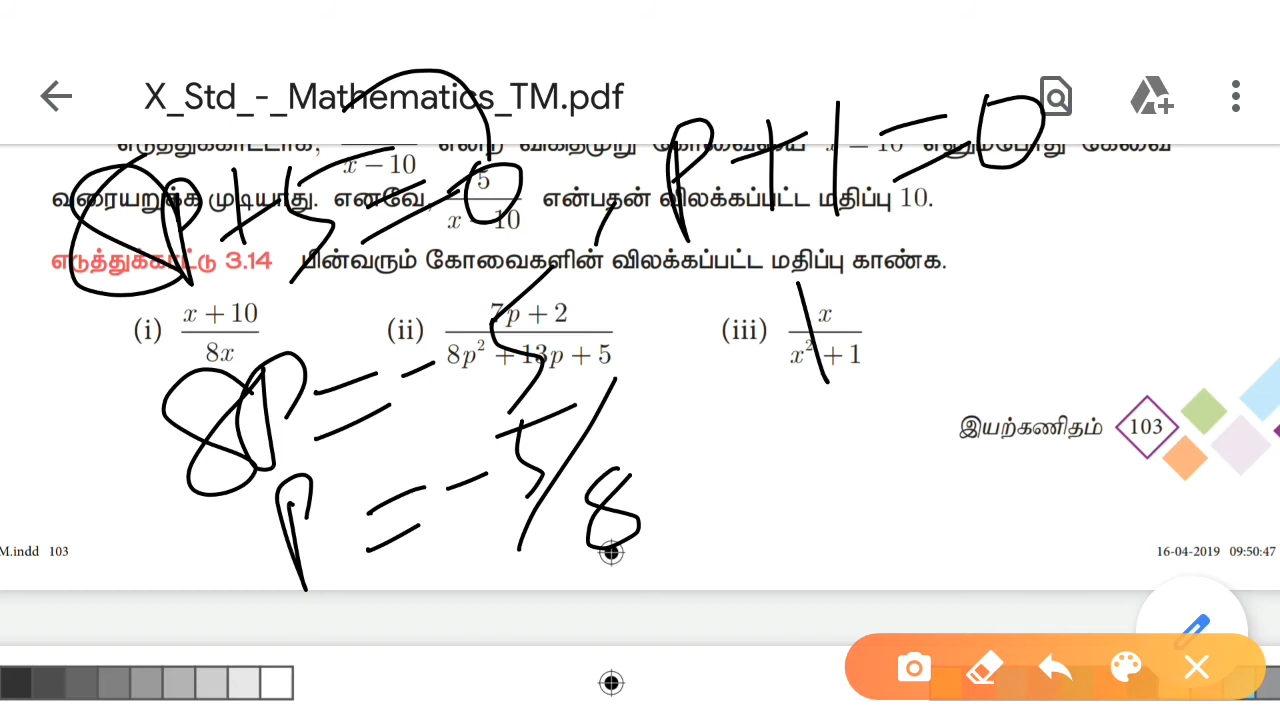 X_Std_-_Mathematics_TM.pdf
x − 10
வரையறுக்க முடியாது. எனவே, 5 / x − 10 என்பதன் விலக்கப்பட்ட மதிப்பு 10.
எடுத்துக்காட்டு 3.14 பின்வரும் கோவைகளின் விலக்கப்பட்ட மதிப்பு காண்க.
(i) x + 10 / 8x (ii) 7p + 2 / 8p² + 13p + 5 (iii) x / x² + 1
8p + 5 = 0
p + 1 = 0
8p = - 5
p = - 5/8
இயற்கணிதம் 103
M.indd 103
16-04-2019 09:50:47